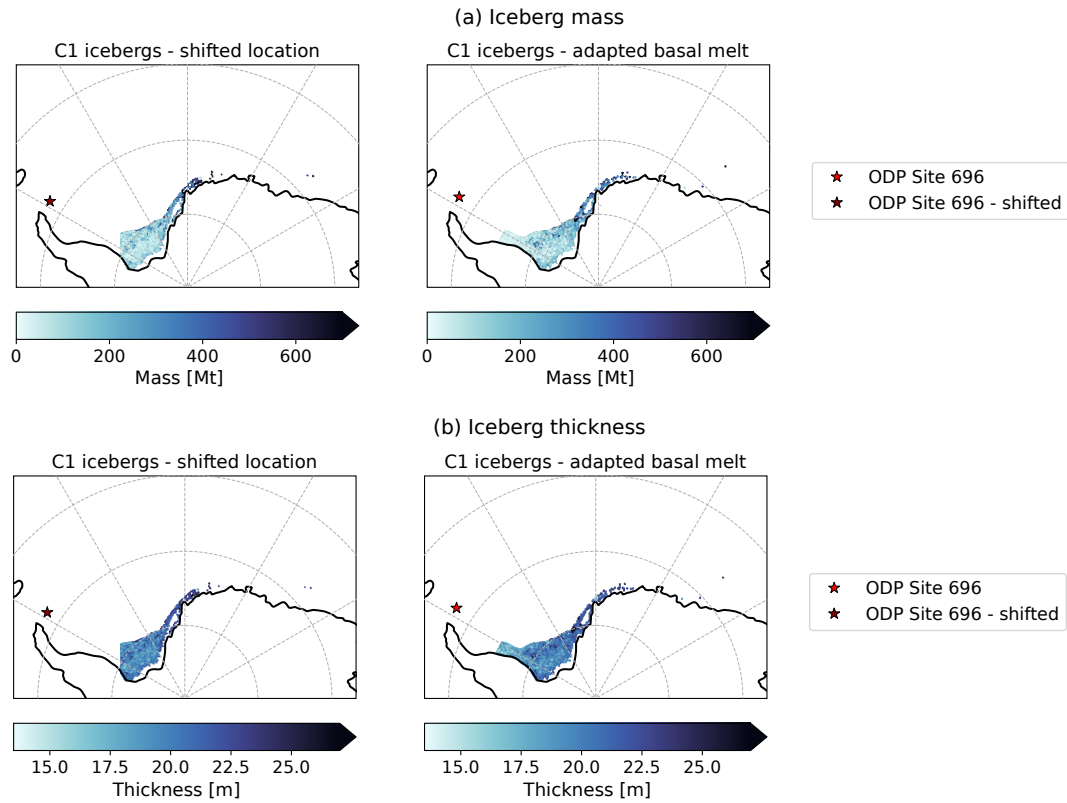 (a) Iceberg mass
C1 icebergs - shifted location
C1 icebergs - adapted basal melt
ODP Site 696
ODP Site 696 - shifted
0 200 400 600
Mass [Mt]
0 200 400 600
Mass [Mt]
(b) Iceberg thickness
C1 icebergs - shifted location
C1 icebergs - adapted basal melt
ODP Site 696
ODP Site 696 - shifted
15.0 17.5 20.0 22.5 25.0
Thickness [m]
15.0 17.5 20.0 22.5 25.0
Thickness [m]